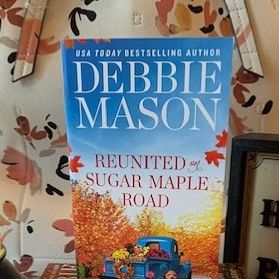 USA TODAY BESTSELLING AUTHOR
DEBBIE
MASON
REUNITED on
SUGAR MAPLE
ROAD